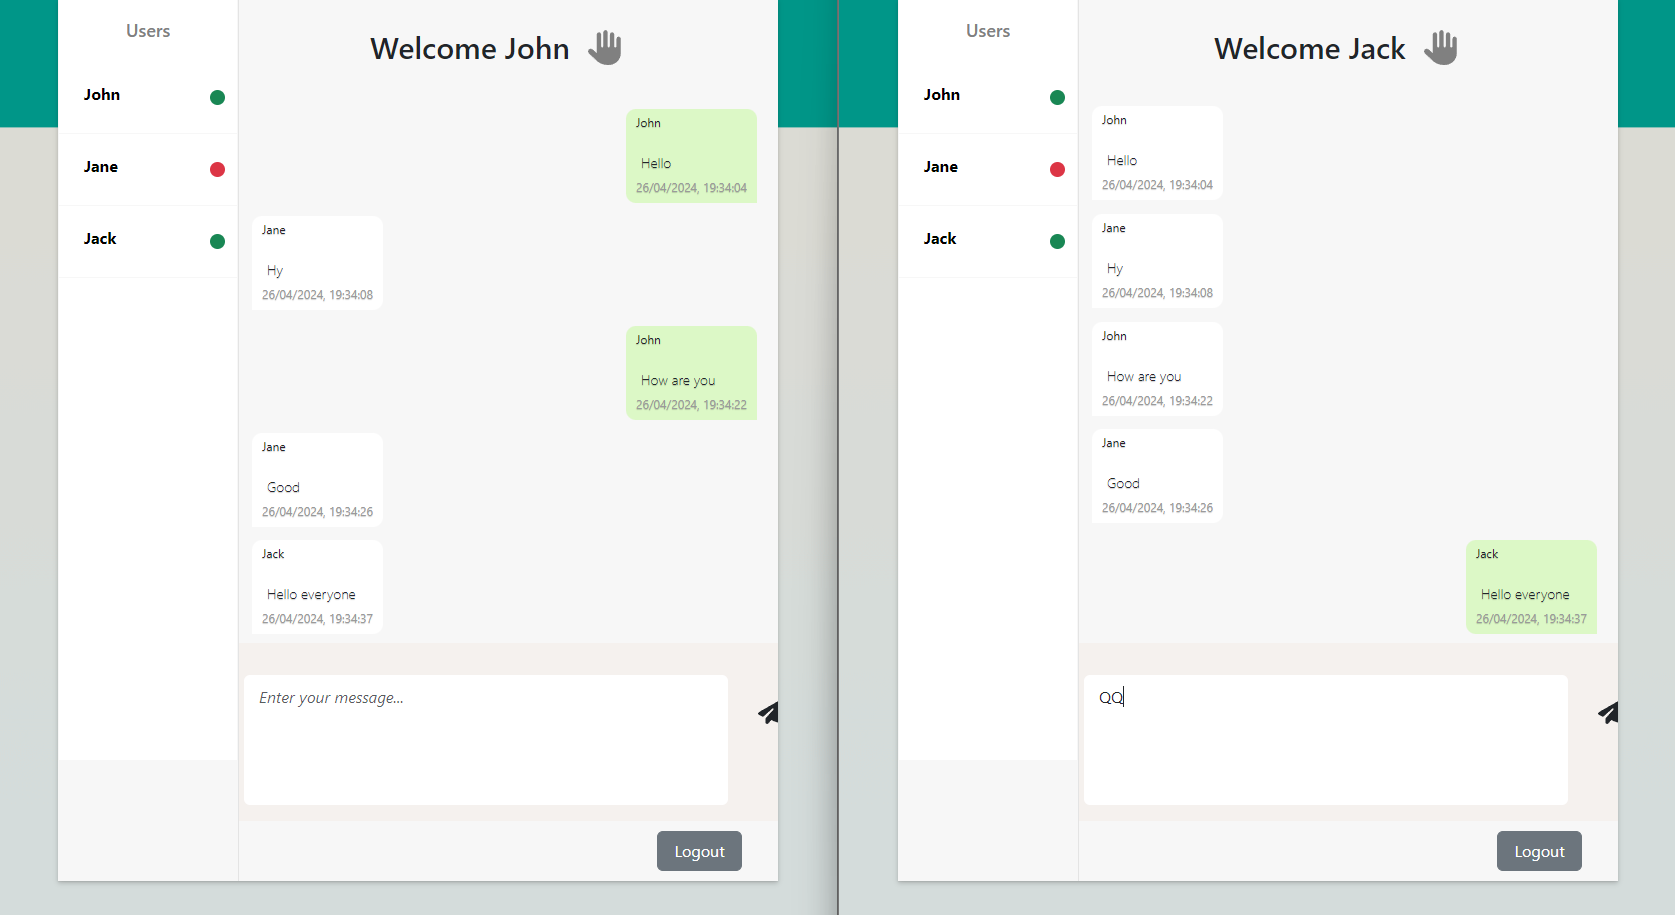 Users
John
Jane
Jack
Welcome John
John
Hello
26/04/2024, 19:34:04
Jane
Hy
26/04/2024, 19:34:08
John
How are you
26/04/2024, 19:34:22
Jane
Good
26/04/2024, 19:34:26
Jack
Hello everyone
26/04/2024, 19:34:37
Enter your message...
Logout
Users
John
Jane
Jack
Welcome Jack
John
Hello
26/04/2024, 19:34:04
Jane
Hy
26/04/2024, 19:34:08
John
How are you
26/04/2024, 19:34:22
Jane
Good
26/04/2024, 19:34:26
Jack
Hello everyone
26/04/2024, 19:34:37
QQ
Logout